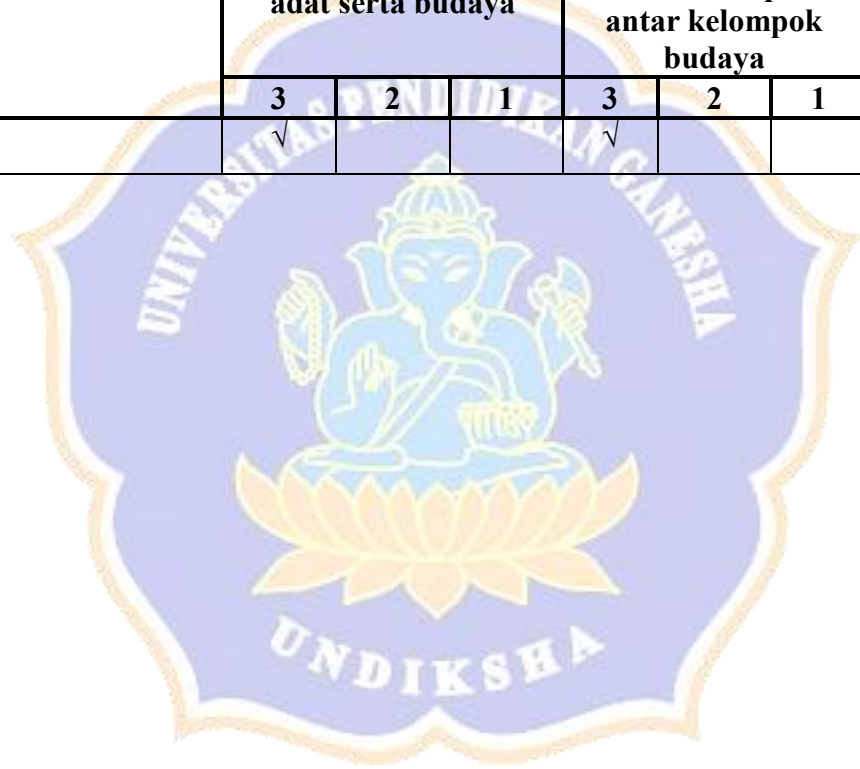 adat serta budaya
antar kelompok
budaya
3 2 1 3 2 1
√ √
UNIVERSITAS PENDIDIKAN GANESHA
UNDIKSHA